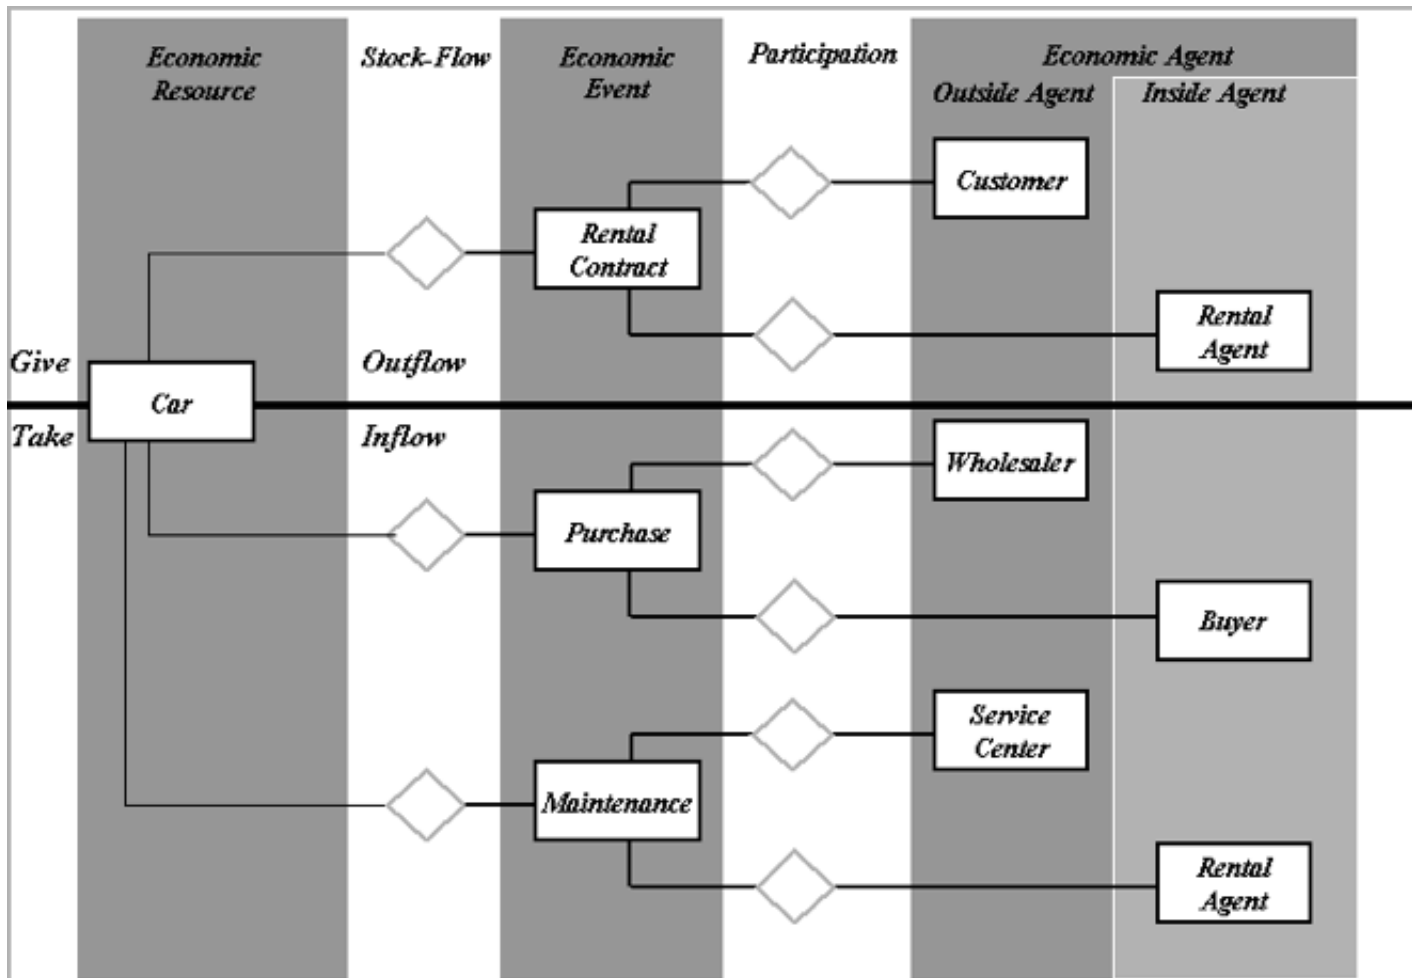 Economic
Resource
Stock-Flow
Economic
Event
Participation
Economic Agent
Outside Agent
Inside Agent
Customer
Rental
Contract
Rental
Agent
Give
Outflow
Car
Take
Inflow
Wholesaler
Purchase
Buyer
Service
Center
Maintenance
Rental
Agent